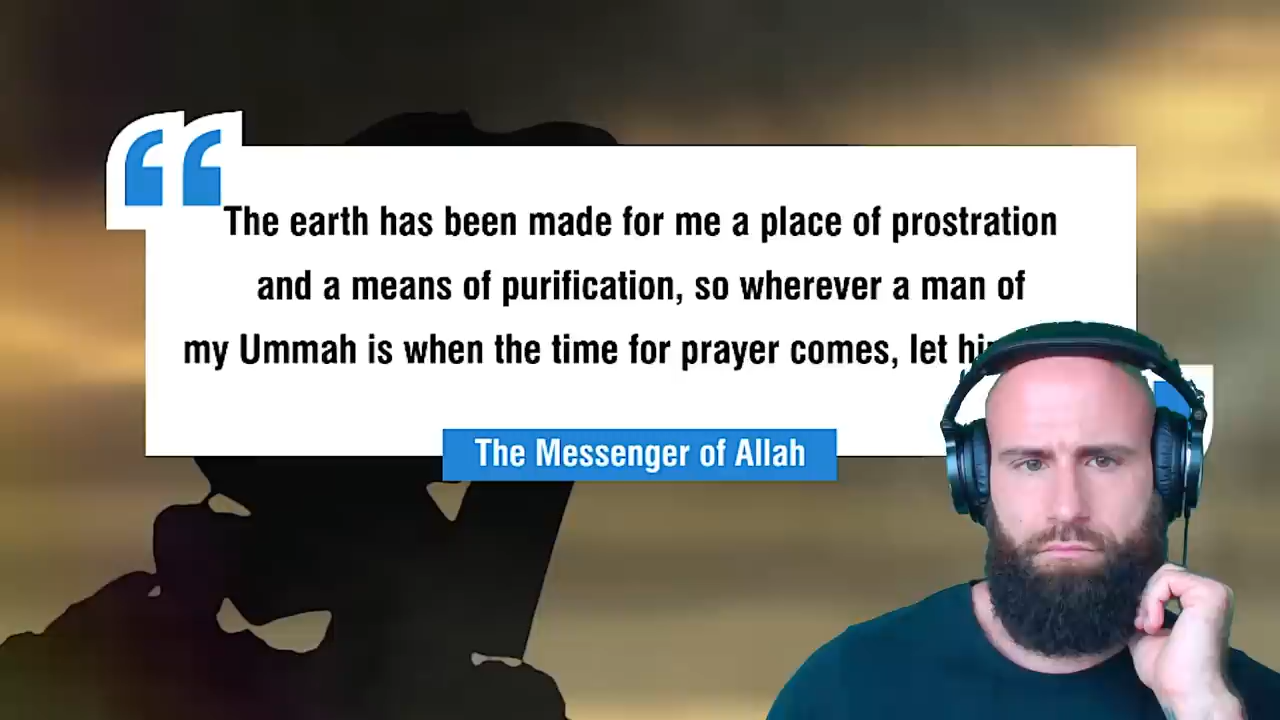 The earth has been made for me a place of prostration
and a means of purification, so wherever a man of
my Ummah is when the time for prayer comes, let
The Messenger of Allah